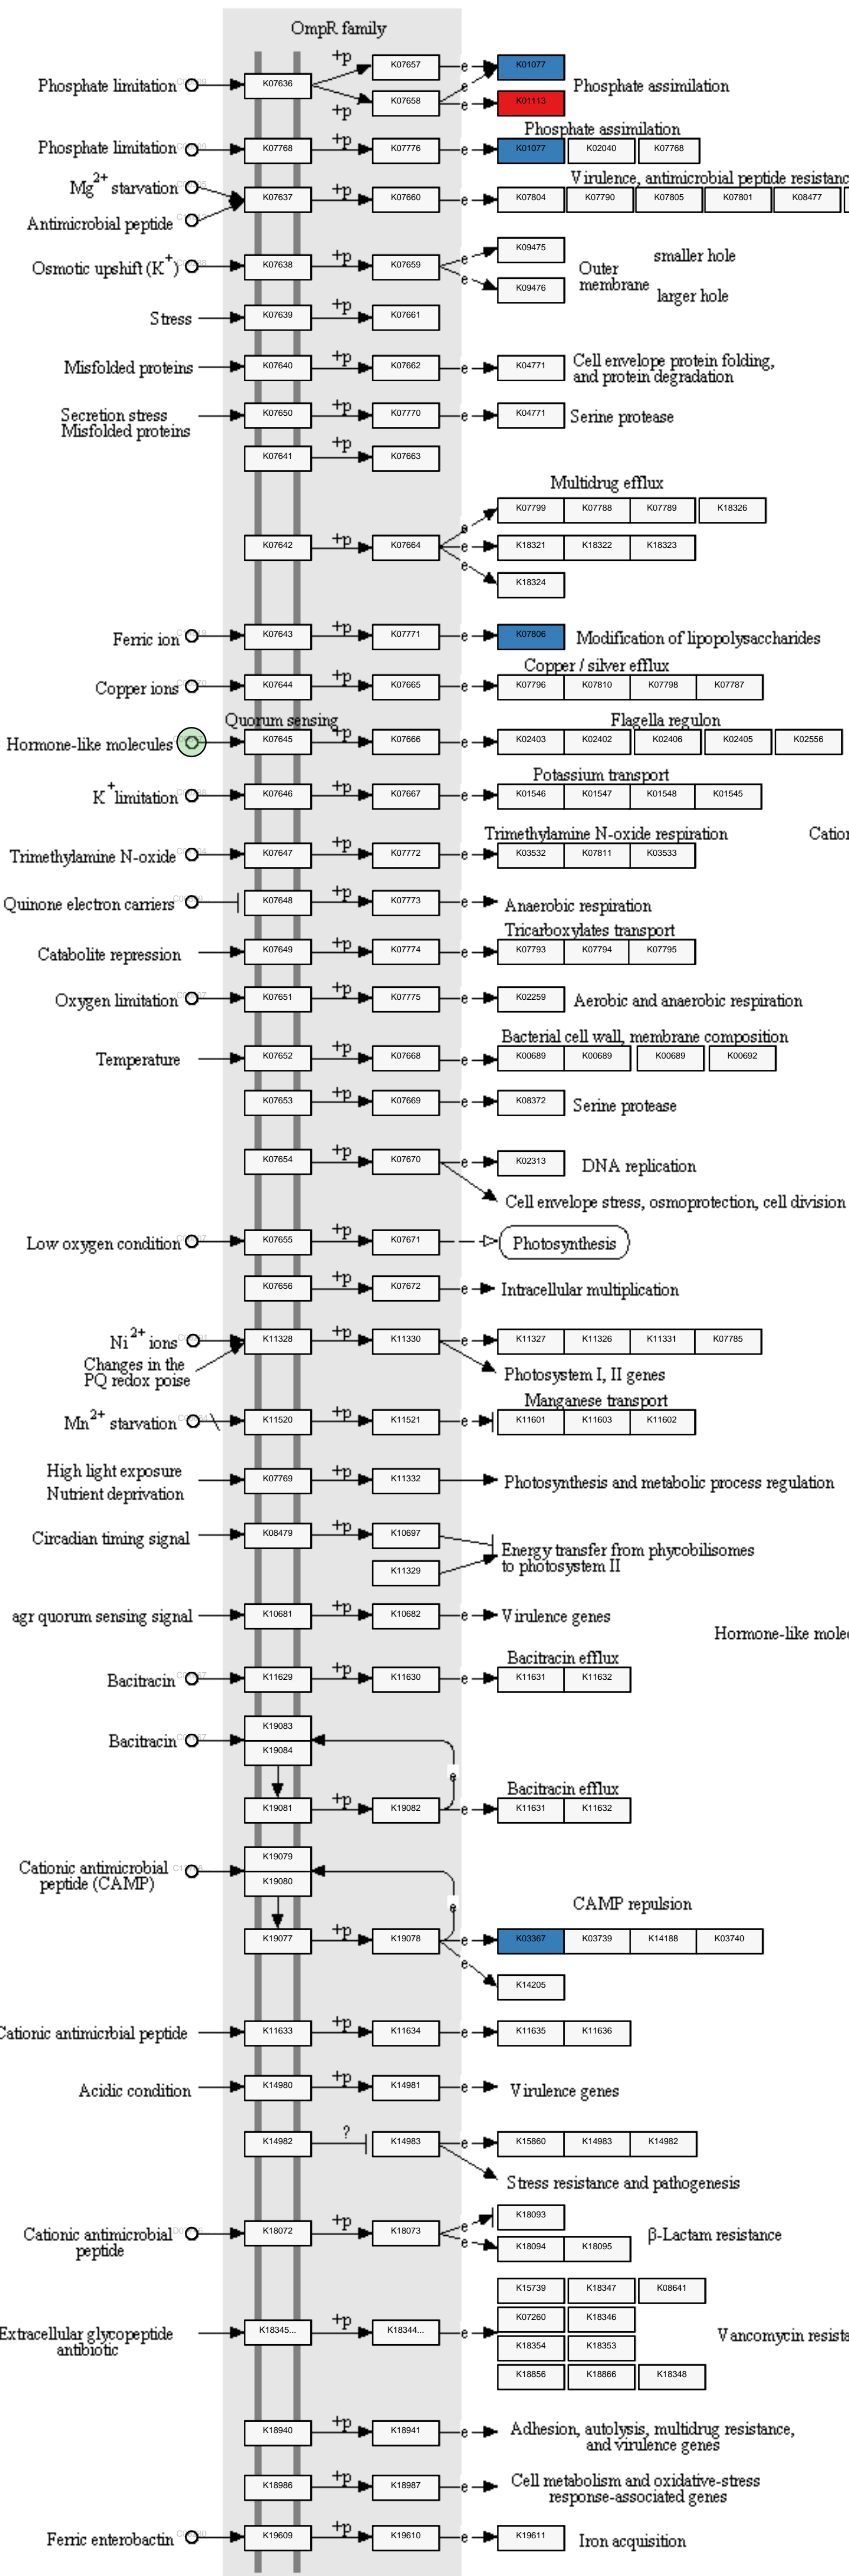 OmpR family
+p
K07657
e
K01077
Phosphate limitation
K07636
Phosphate assimilation
+p
K07658
e
K01113
Phosphate assimilation
Phosphate limitation
K07768
+p
K07776
e
K01077
K02040
K07768
Virulence, antimicrobial peptide resistanc
Mg2+ starvation
K07637
+p
K07660
e
K07804
K07790
K07805
K07801
K08477
Antimicrobial peptide
Osmotic upshift (K+)
K07638
+p
K07659
e
K09475
smaller hole
Outer
membrane
e
K09476
larger hole
Stress
K07639
+p
K07661
Misfolded proteins
K07640
+p
K07662
e
K04771
Cell envelope protein folding,
and protein degradation
Secretion stress
Misfolded proteins
K07650
+p
K07770
e
K04771
Serine protease
K07641
+p
K07663
Multidrug efflux
K07799
K07788
K07789
K18326
K07642
+p
K07664
e
e
K18321
K18322
K18323
e
K18324
Ferric ion
K07643
+p
K07771
e
K07806
Modification of lipopolysaccharides
Copper / silver efflux
Copper ions
K07644
+p
K07665
e
K07796
K07810
K07798
K07787
Quorum sensing
Flagella regulon
Hormone-like molecules
K07645
+p
K07666
e
K02403
K02402
K02406
K02405
K02556
Potassium transport
K+ limitation
K07646
+p
K07667
e
K01546
K01547
K01548
K01545
Trimethylamine N-oxide respiration
Cation
Trimethylamine N-oxide
K07647
+p
K07772
e
K03532
K07811
K03533
Quinone electron carriers
K07648
+p
K07773
e
Anaerobic respiration
Tricarboxylates transport
Catabolite repression
K07649
+p
K07774
e
K07793
K07794
K07795
Oxygen limitation
K07651
+p
K07775
e
K02259
Aerobic and anaerobic respiration
Bacterial cell wall, membrane composition
Temperature
K07652
+p
K07668
e
K00689
K00689
K00689
K00692
K07653
+p
K07669
e
K08372
Serine protease
K07654
+p
K07670
e
K02313
DNA replication
Cell envelope stress, osmoprotection, cell division
Low oxygen condition
K07655
+p
K07671
Photosynthesis
K07656
+p
K07672
e
Intracellular multiplication
Ni2+ ions
K11328
+p
K11330
e
K11327
K11326
K11331
K07785
Changes in the
PQ redox poise
Photosystem I, II genes
Manganese transport
Mn2+ starvation
K11520
+p
K11521
e
K11601
K11603
K11602
High light exposure
Nutrient deprivation
K07769
+p
K11332
Photosynthesis and metabolic process regulation
Circadian timing signal
K08479
+p
K10697
Energy transfer from phycobilisomes
to photosystem II
K11329
agr quorum sensing signal
K10681
+p
K10682
e
Virulence genes
Hormone-like molec
Bacitracin efflux
Bacitracin
K11629
+p
K11630
e
K11631
K11632
K19083
Bacitracin
K19084
e
Bacitracin efflux
K19081
+p
K19082
e
K11631
K11632
K19079
Cationic antimicrobial
peptide (CAMP)
K19080
e
CAMP repulsion
K19077
+p
K19078
e
K03367
K03739
K14188
K03740
e
K14205
Cationic antimicrbial peptide
K11633
+p
K11634
e
K11635
K11636
Acidic condition
K14980
+p
K14981
e
Virulence genes
K14982
?
K14983
e
K15860
K14983
K14982
Stress resistance and pathogenesis
Cationic antimicrobial
peptide
K18072
+p
K18073
e
K18093
β-Lactam resistance
e
K18094
K18095
K15739
K18347
K08641
K07260
K18346
Extracellular glycopeptide
antibiotic
K18345...
+p
K18344...
e
Vancomycin resista
K18354
K18353
K18856
K18866
K18348
K18940
+p
K18941
e
Adhesion, autolysis, multidrug resistance,
and virulence genes
K18986
+p
K18987
e
Cell metabolism and oxidative-stress
response-associated genes
Ferric enterobactin
K19609
+p
K19610
e
K19611
Iron acquisition